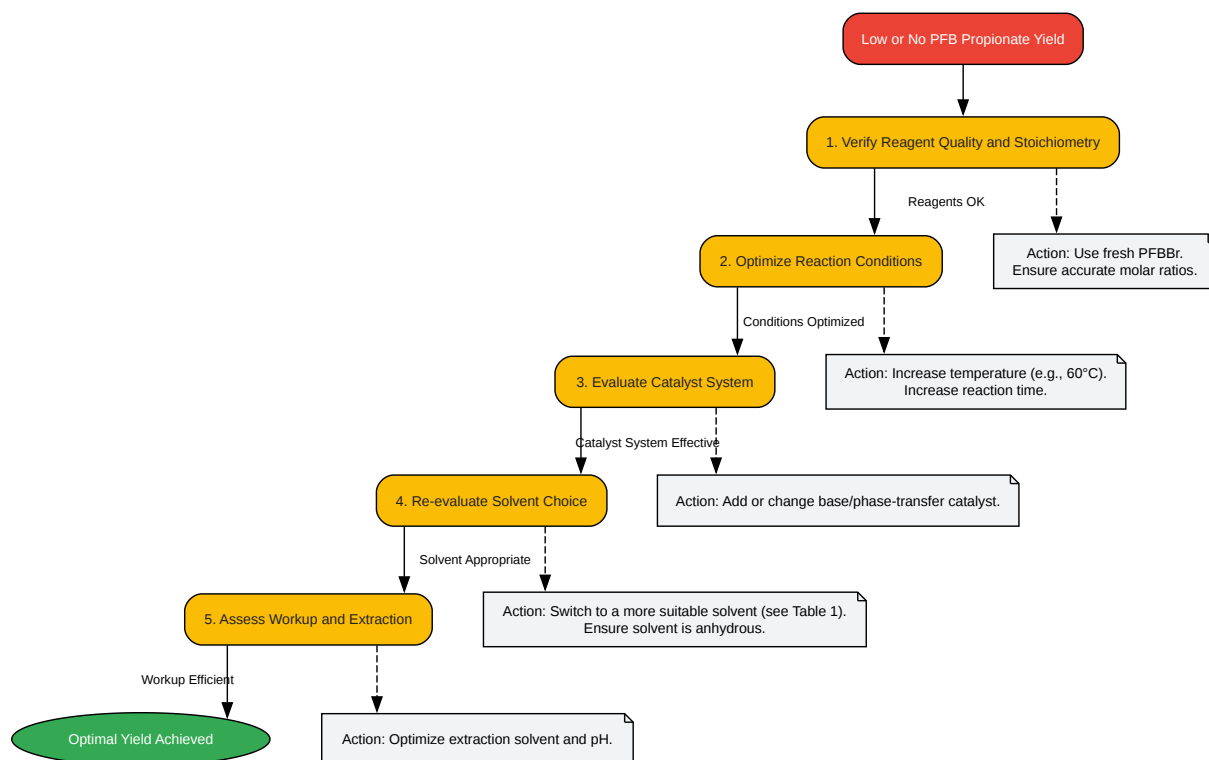 Low or No PFB Propionate Yield
1. Verify Reagent Quality and Stoichiometry
Reagents OK
2. Optimize Reaction Conditions
Action: Use fresh PFBBr.
Ensure accurate molar ratios.
Conditions Optimized
3. Evaluate Catalyst System
Action: Increase temperature (e.g., 60°C).
Increase reaction time.
Catalyst System Effective
4. Re-evaluate Solvent Choice
Action: Add or change base/phase-transfer catalyst.
Solvent Appropriate
5. Assess Workup and Extraction
Action: Switch to a more suitable solvent (see Table 1).
Ensure solvent is anhydrous.
Workup Efficient
Optimal Yield Achieved
Action: Optimize extraction solvent and pH.